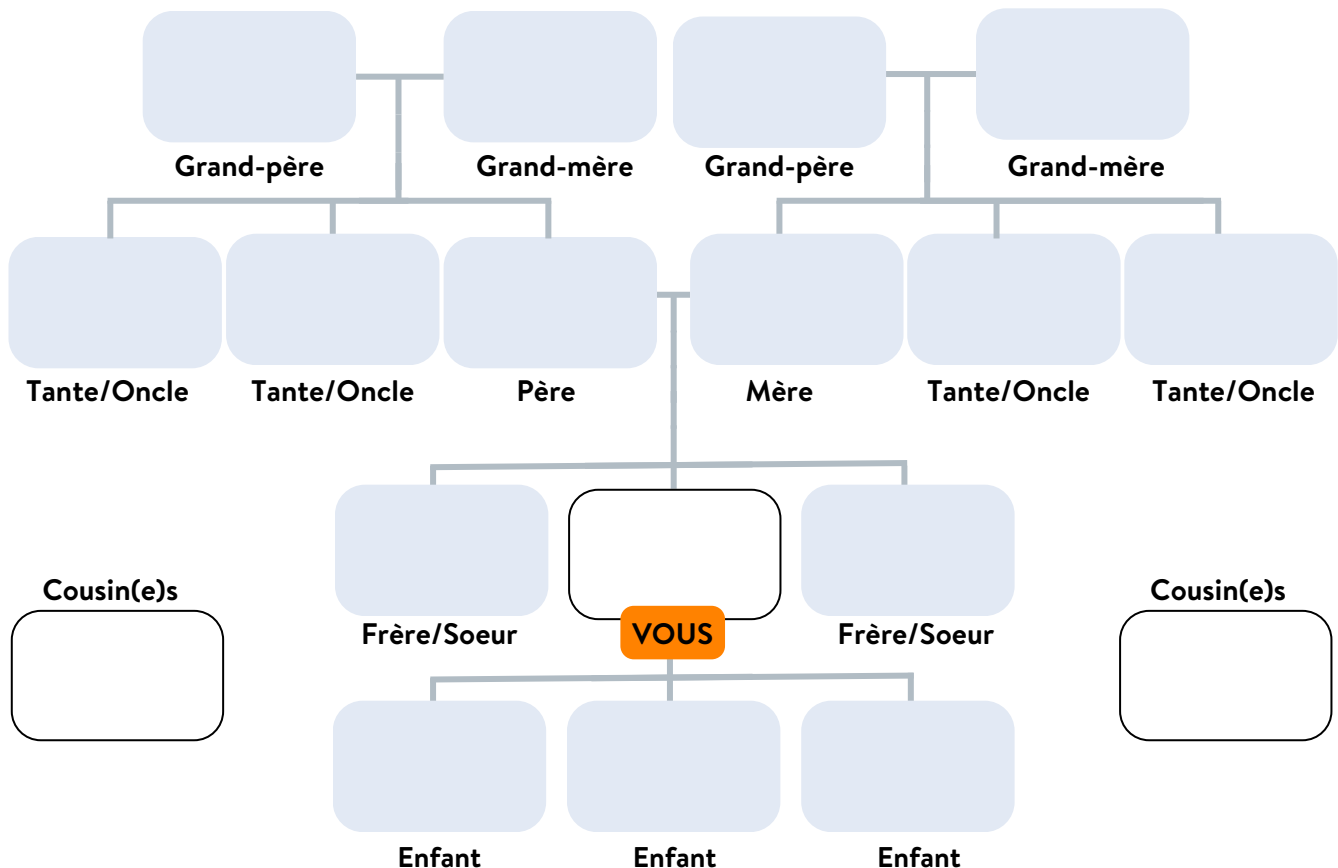 Grand-père Grand-mère Grand-père Grand-mère
Tante/Oncle Tante/Oncle Père Mère Tante/Oncle Tante/Oncle
Cousin(e)s Cousin(e)s
Frère/Soeur VOUS Frère/Soeur
Enfant Enfant Enfant